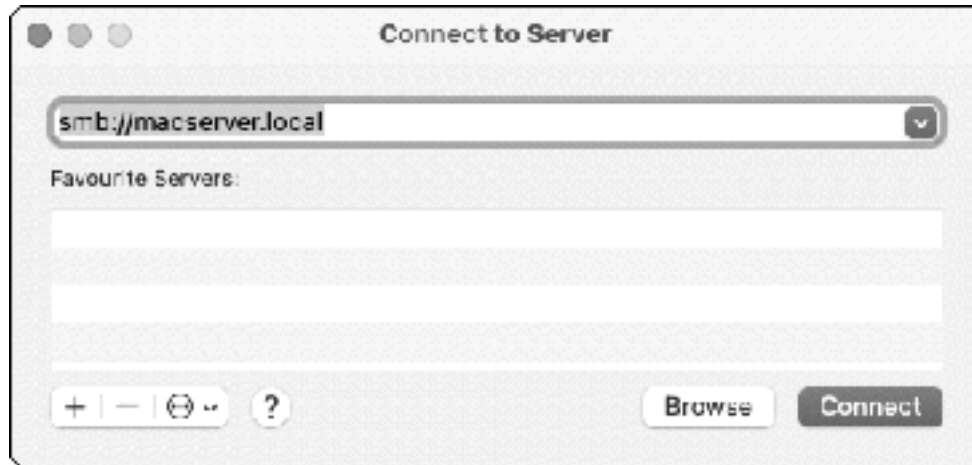 Connect to Server
smb://macserver.local
Favourite Servers:
+ − ?
Browse Connect